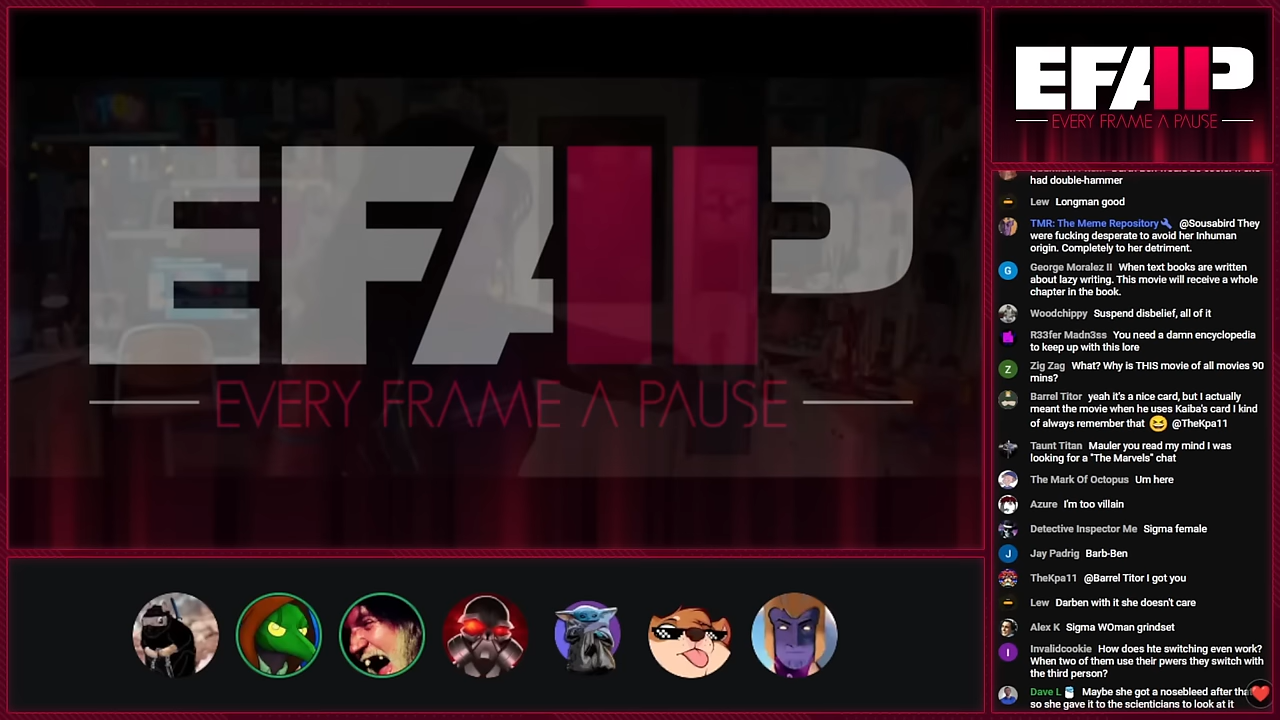 EFAP
EVERY FRAME A PAUSE
EFAP
EVERY FRAME A PAUSE
had double-hammer
Lew Longman good
TMR: The Meme Repository @Sousabird They
were fucking desperate to avoid her Inhuman
origin. Completely to her detriment.
G George Moralez II When text books are written
about lazy writing. This movie will receive a whole
chapter in the book.
Woodchippy Suspend disbelief, all of it
R33fer Madn3ss You need a damn encyclopedia
to keep up with this lore
Z Zig Zag What? Why is THIS movie of all movies 90
mins?
Barrel Titor yeah it's a nice card, but I actually
meant the movie when he uses Kaiba's card I kind
of always remember that 😆 @TheKpa11
Taunt Titan Mauler you read my mind I was
looking for a "The Marvels" chat
The Mark Of Octopus Um here
Azure I'm too villain
Detective Inspector Me Sigma female
J Jay Padrig Barb-Ben
TheKpa11 @Barrel Titor I got you
Lew Darben with it she doesn't care
Alex K Sigma WOman grindset
I Invalidcookie How does hte switching even work?
When two of them use their pwers they switch with
the third person?
Dave L Maybe she got a nosebleed after
so she gave it to the scienticians to look at it